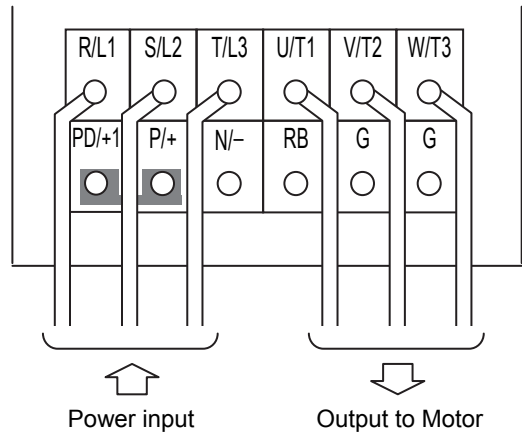 R/L1 S/L2 T/L3 U/T1 V/T2 W/T3
PD/+1 P/+ N/− RB G G
Power input Output to Motor